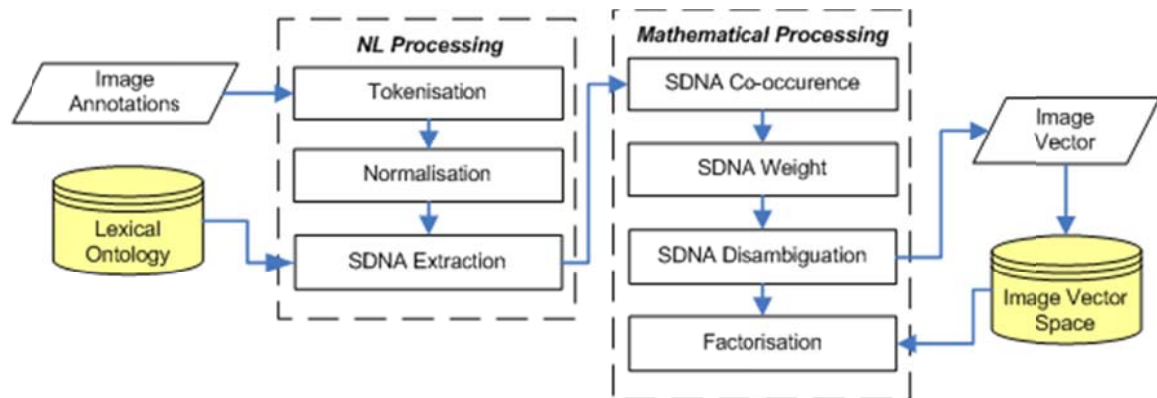 NL Processing
Image
Annotations
Tokenisation
Normalisation
Lexical
Ontology
SDNA Extraction
Mathematical Processing
SDNA Co-occurence
SDNA Weight
SDNA Disambiguation
Factorisation
Image
Vector
Image Vector
Space